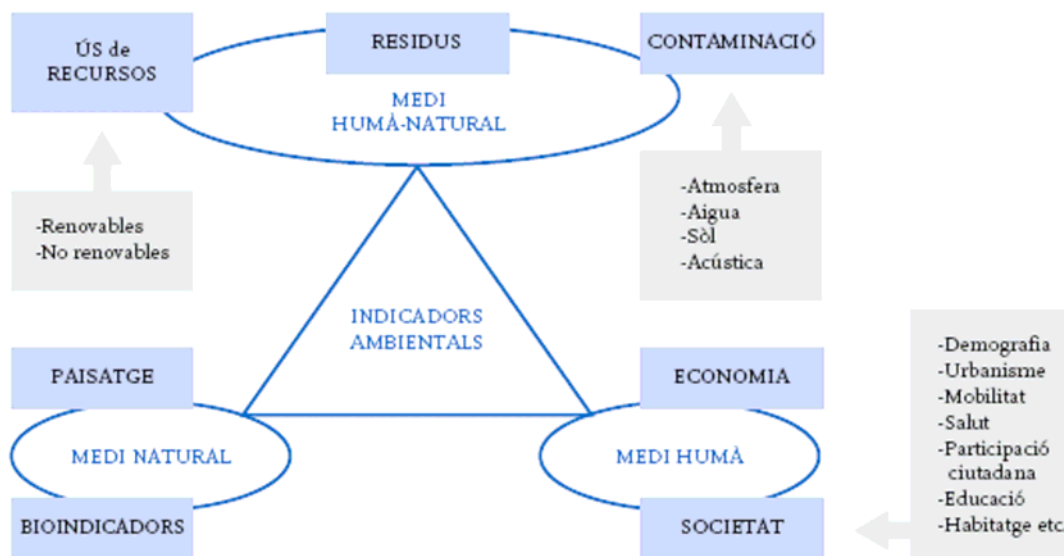 ÚS de
RECURSOS
RESIDUS
CONTAMINACIÓ
MEDI
HUMÀ-NATURAL
-Renovables
-No renovables
-Atmosfera
-Aigua
-Sòl
-Acústica
INDICADORS
AMBIENTALS
PAISATGE
MEDI NATURAL
BIOINDICADORS
ECONOMIA
MEDI HUMÀ
SOCIETAT
-Demografia
-Urbanisme
-Mobilitat
-Salut
-Participació
ciutadana
-Educació
-Habitatge etc.